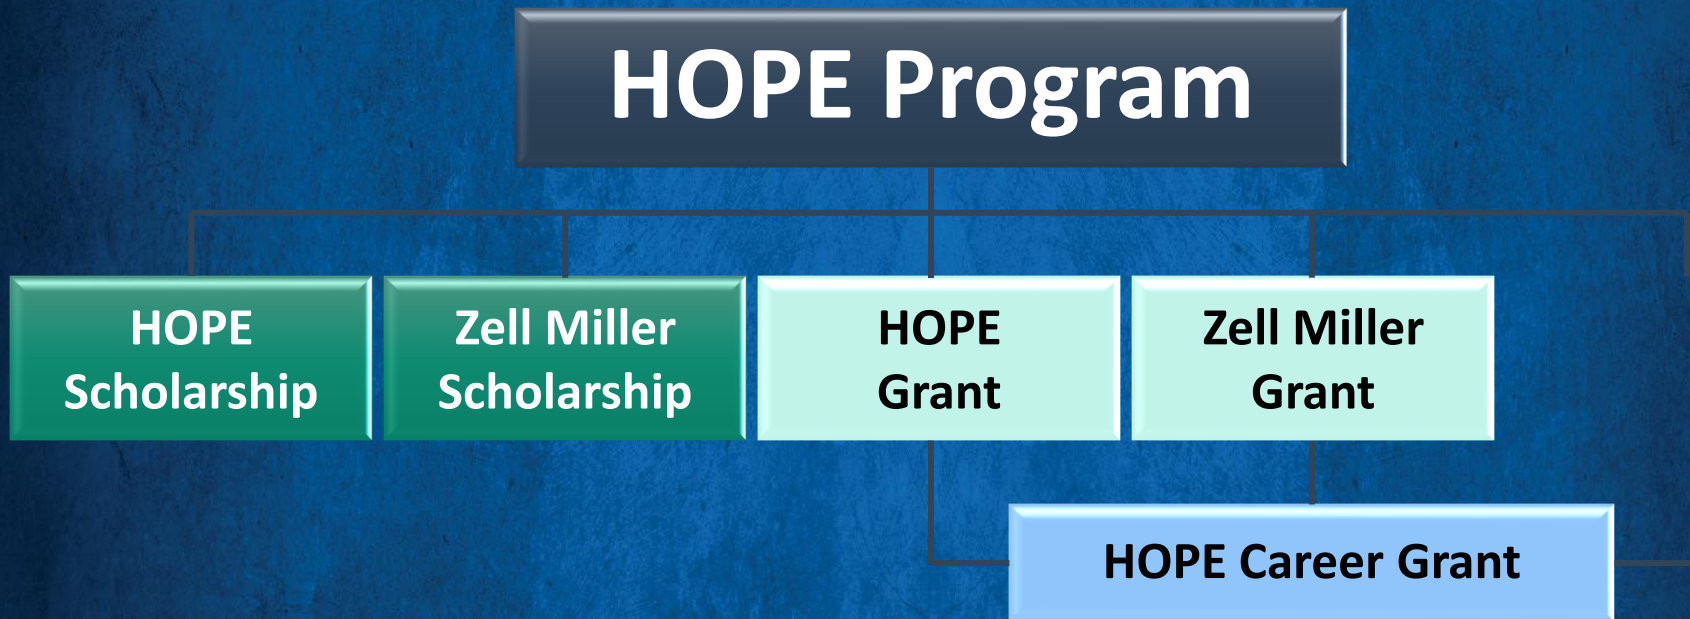 HOPE Program
HOPE
Scholarship
Zell Miller
Scholarship
HOPE
Grant
Zell Miller
Grant
HOPE Career Grant